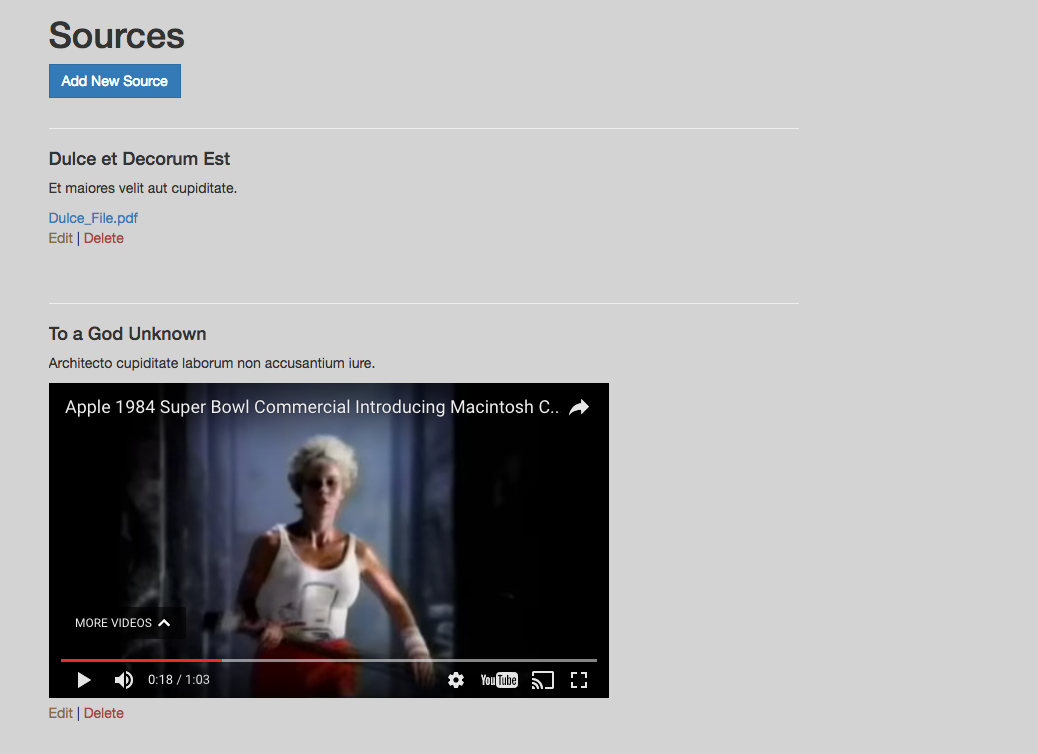 Sources
Add New Source
Dulce et Decorum Est
Et maiores velit aut cupiditate.
Dulce_File.pdf
Edit | Delete
To a God Unknown
Architecto cupiditate laborum non accusantium iure.
Apple 1984 Super Bowl Commercial Introducing Macintosh C..
MORE VIDEOS
0:18 / 1:03
YouTube
Edit | Delete